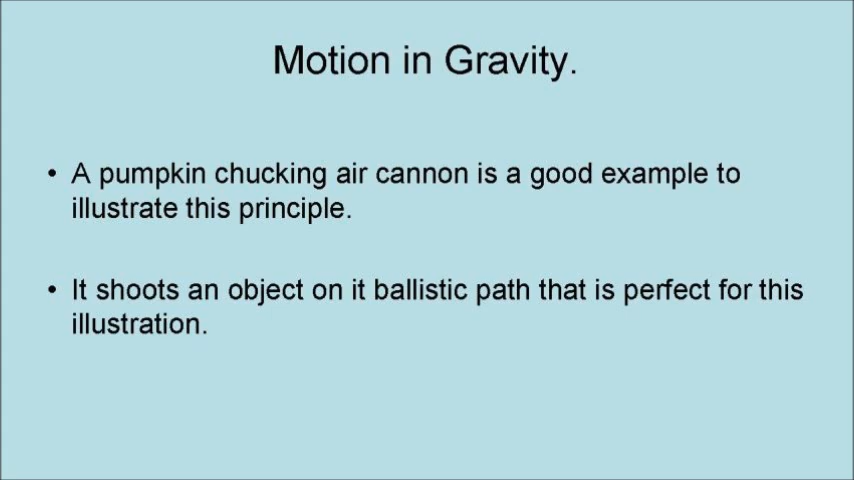 Motion in Gravity.
• A pumpkin chucking air cannon is a good example to
illustrate this principle.
• It shoots an object on it ballistic path that is perfect for this
illustration.